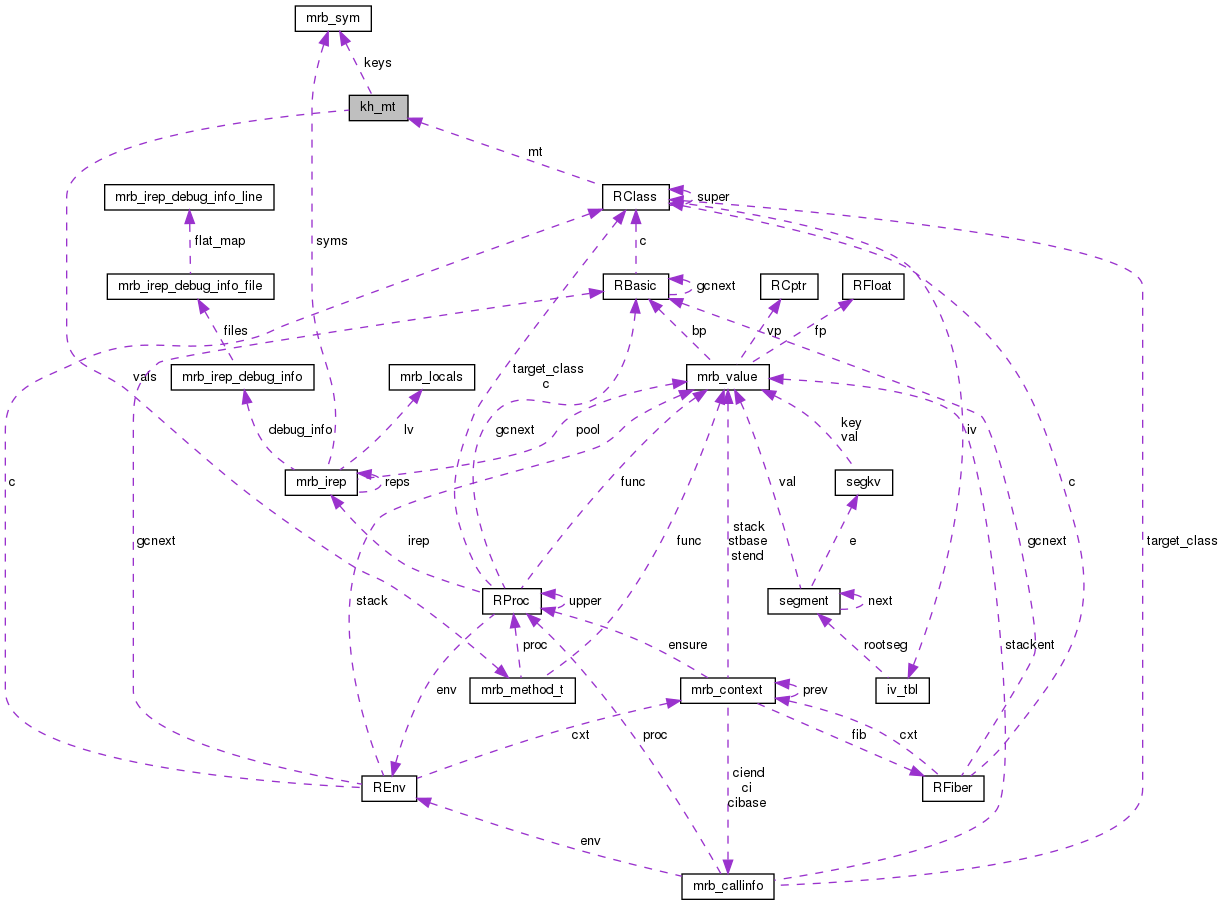 mrb_sym
keys
kh_mt
mt
mrb_irep_debug_info_line
RClass
super
flat_map
syms
c
mrb_irep_debug_info_file
RBasic
gcnext
RCptr
RFloat
files
bp
vp
fp
vals
mrb_irep_debug_info
mrb_locals
target_class
c
mrb_value
debug_info
lv
gcnext
pool
key
val
iv
mrb_irep
reps
func
val
segkv
c
c
gcnext
irep
func
stack
stbase
stend
e
gcnext
target_class
stack
RProc
upper
segment
next
proc
ensure
rootseg
stackent
env
mrb_method_t
mrb_context
prev
iv_tbl
cxt
proc
fib
cxt
REnv
ciend
ci
cibase
RFiber
env
mrb_callinfo